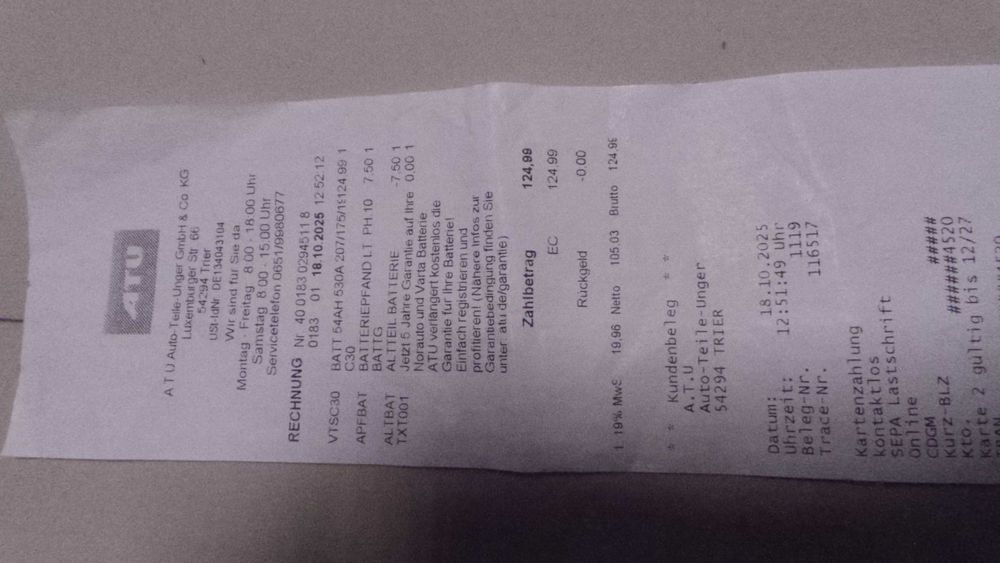 ATU
A T U Auto-Teile-Unger GmbH & Co. KG
Luxemburger Str. 66
54294 Trier
USt-IdNr. DE134043104
Wir sind für Sie da
Montag - Freitag 8:00 - 18:00 Uhr
Samstag 8:00 - 15:00 Uhr
Servicetelefon 0651/9980677
RECHNUNG Nr. 40 0183 0294511 8
0183 01 18.10.2025 12:52:12
VTSC30 BATT 54AH 530A 207/175/19 124.99 1
C30
APFBAT BATTERIEPFAND LT. PH 10 7.50 1
BATTG
ALTBAT ALTTEIL BATTERIE -7.50 1
TXT001 Jetzt 5 Jahre Garantie auf Ihre 0.00 1
Norauto und Varta Batterie
ATU verlängert kostenlos die
Garantie für Ihre Batterie!
Einfach registrieren und
profitieren! (Nähere Infos zur
Garantiebedingung finden Sie
unter: atu.de/garantie)
Zahlbetrag 124,99
EC 124,99
Rückgeld -0.00
1 19% MwS 19.96 Netto 105.03 Brutto 124.99
* * Kundenbeleg * *
A.T.U
Auto-Teile-Unger
54294 TRIER
Datum: 18.10.2025
Uhrzeit: 12:51:49 Uhr
Beleg-Nr. 1119
Trace-Nr. 116517
Kartenzahlung
kontaktlos
SEPA Lastschrift
Online
CDGM
Kurz-BLZ #####
Kto. #######4520
Karte 2 gültig bis 12/27